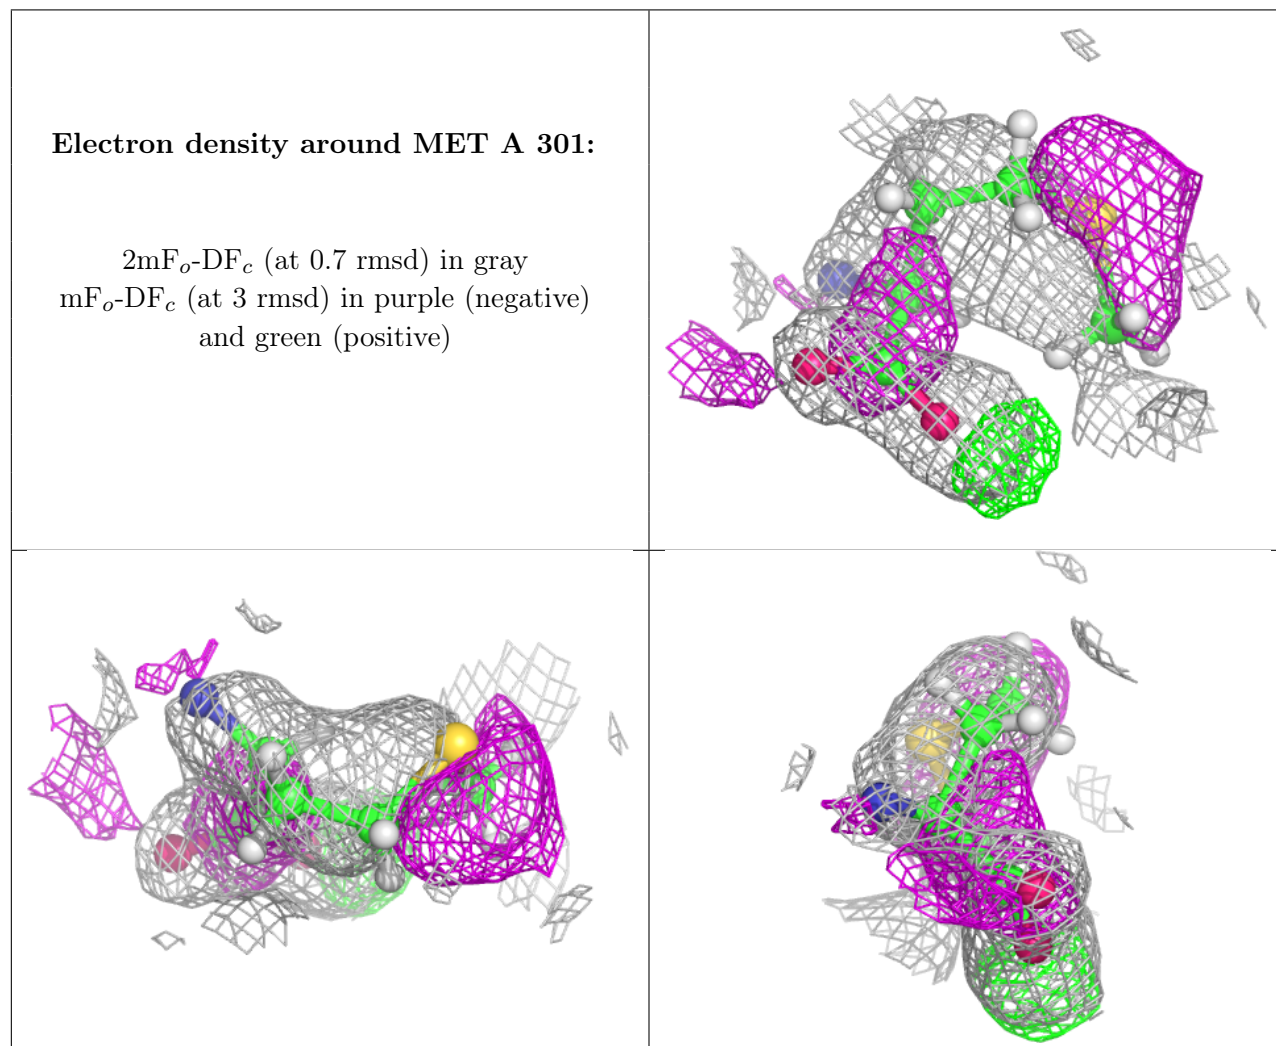 Electron density around MET A 301:
2mFo-DFc (at 0.7 rmsd) in gray
mFo-DFc (at 3 rmsd) in purple (negative)
and green (positive)